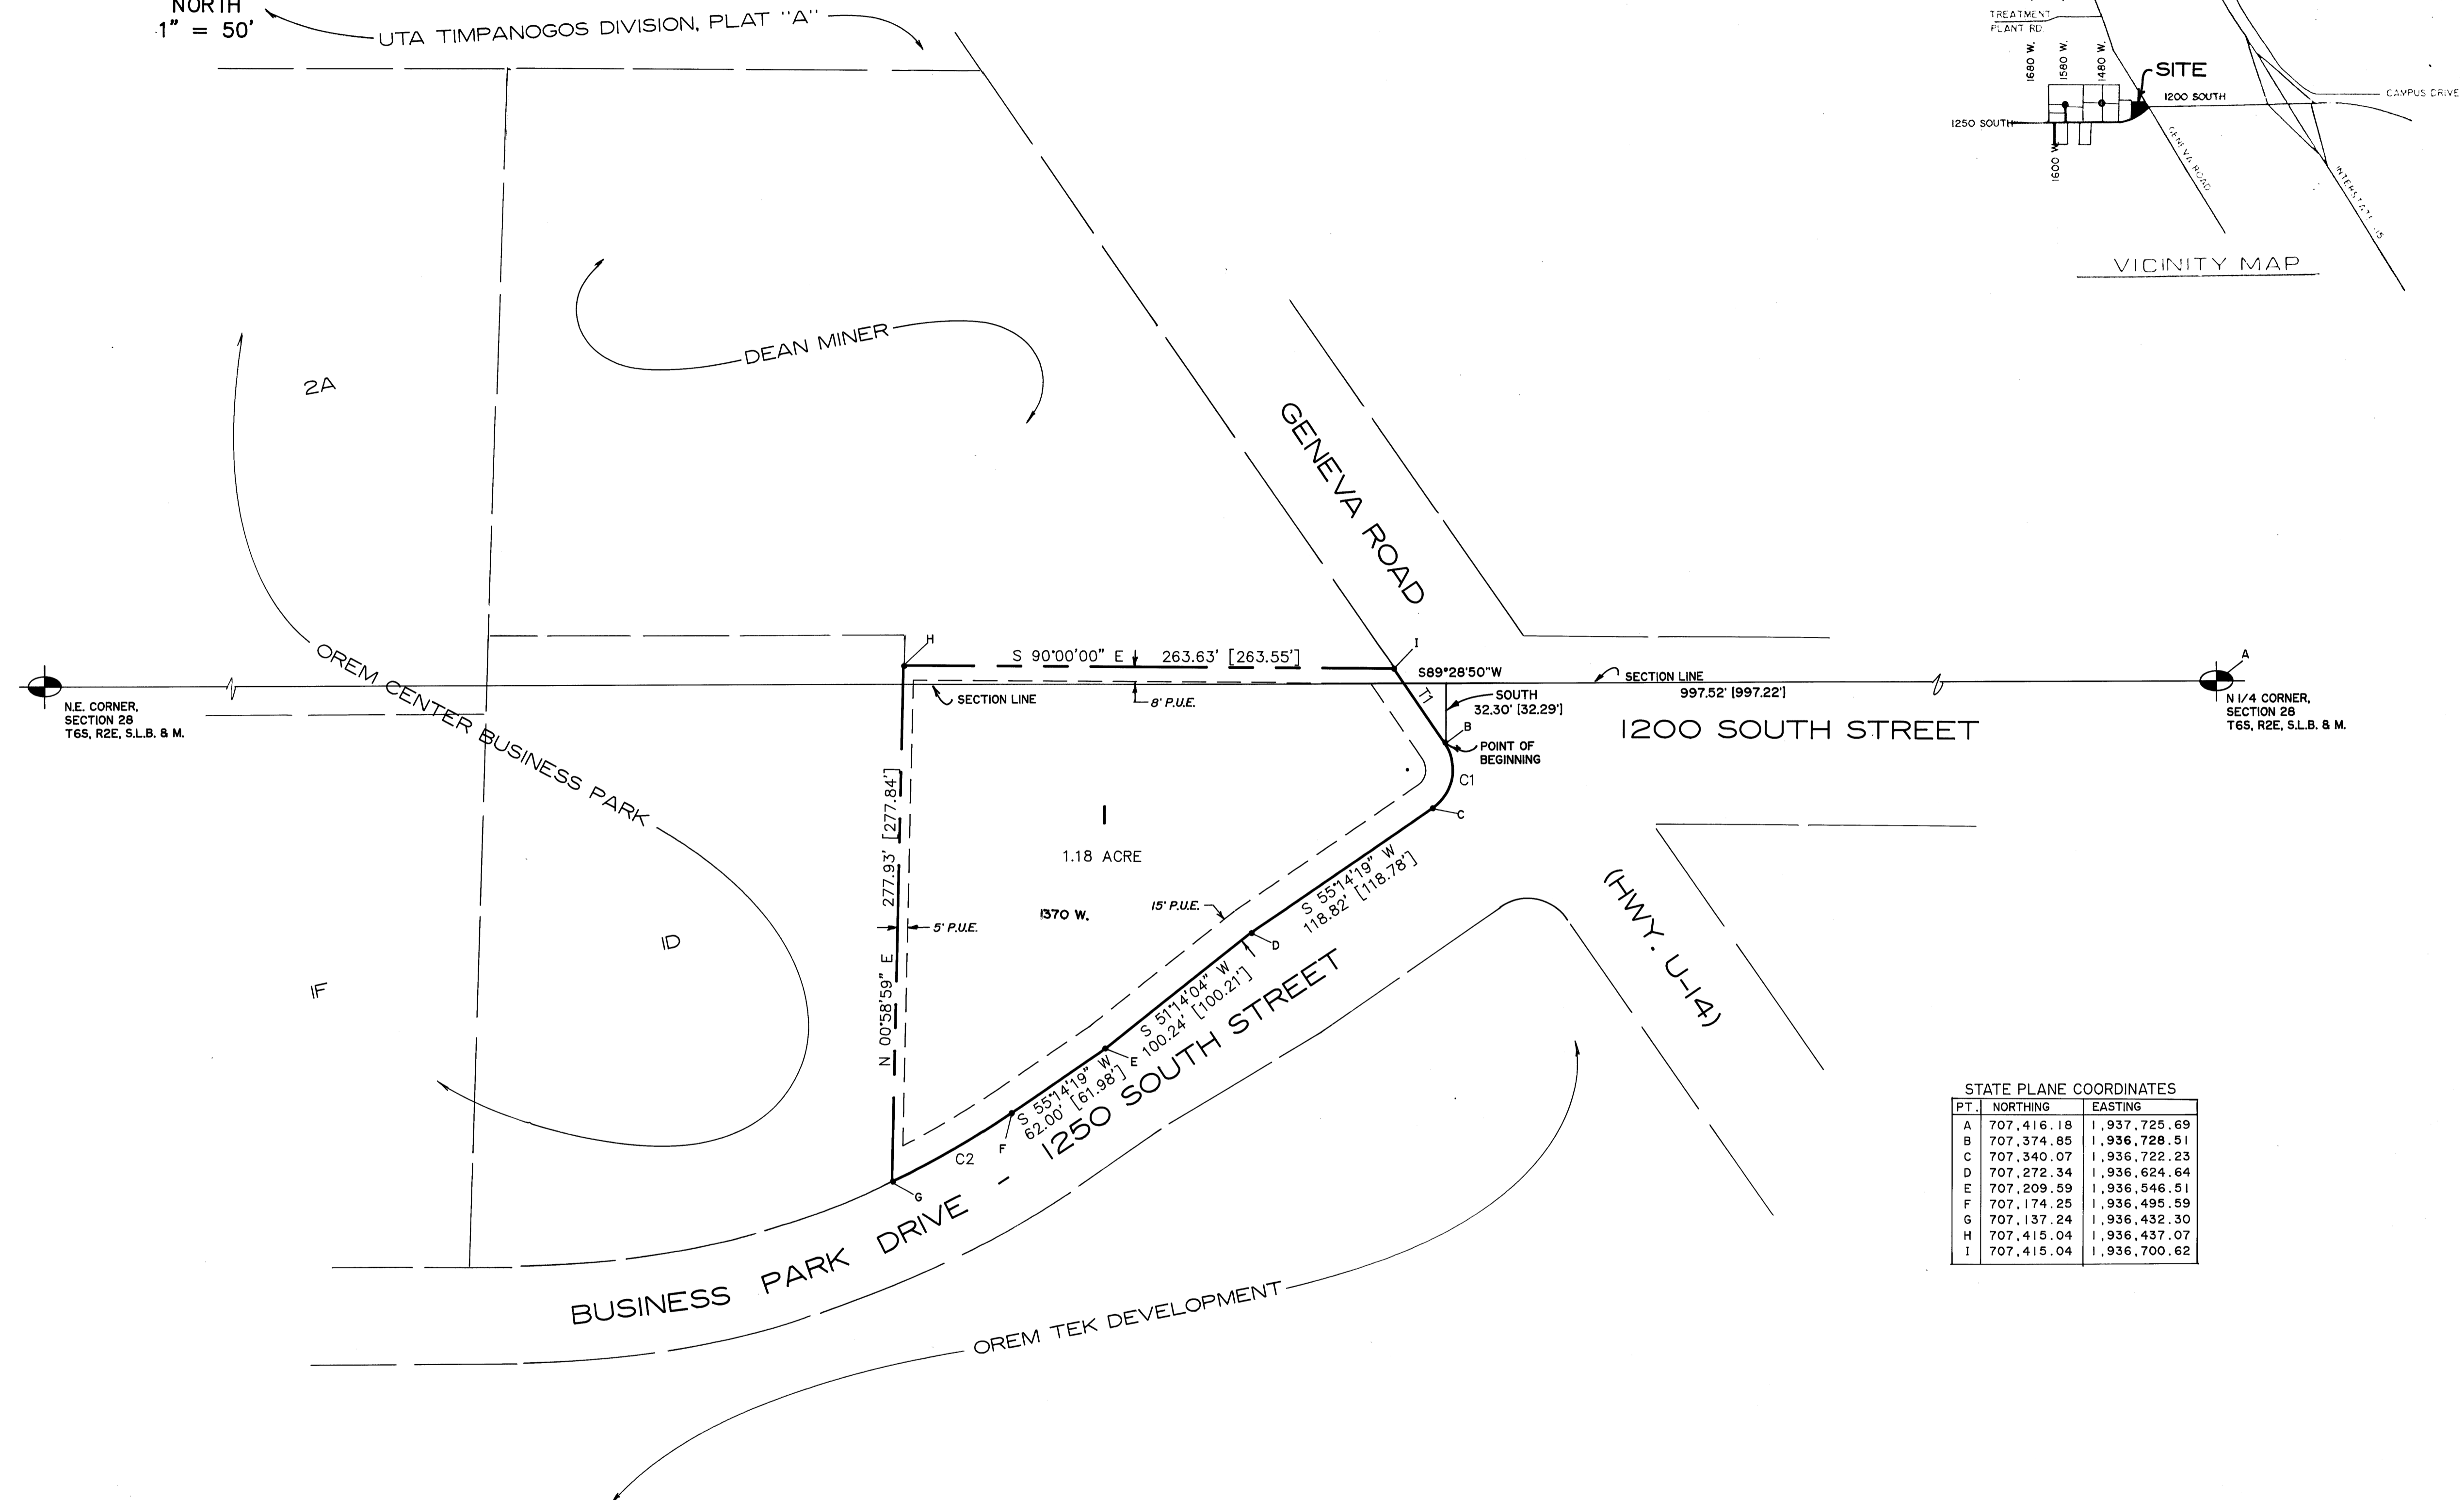 NORTH
1" = 50'
UTA TIMPANOGOS DIVISION, PLAT "A"
TREATMENT
PLANT RD.
1680 W.
1580 W.
1480 W.
SITE
1200 SOUTH
CAMPUS DRIVE
1250 SOUTH
1600 W.
GENEVA ROAD
INTERSTATE -15
VICINITY MAP
DEAN MINER
2A
GENEVA ROAD
OREM CENTER BUSINESS PARK
H
S 90°00'00" E 263.63' [263.55']
I
S89°28'50"W
SECTION LINE
997.52' [997.22']
A
N.E. CORNER,
SECTION 28
T6S, R2E, S.L.B. & M.
SECTION LINE
8' P.U.E.
T1
SOUTH
32.30' [32.29']
B
POINT OF
BEGINNING
1200 SOUTH STREET
N 1/4 CORNER,
SECTION 28
T6S, R2E, S.L.B. & M.
C1
C
N 00°58'59" E 277.93' [277.84']
1
1.18 ACRE
1370 W.
15' P.U.E.
5' P.U.E.
S 55°14'19" W
118.82' [118.78']
D
S 51°14'04" W
100.24' [100.21']
E
S 55°14'19" W
62.00' [61.98']
F
C2
G
1D
1F
(HWY. U-14)
BUSINESS PARK DRIVE - 1250 SOUTH STREET
OREM TEK DEVELOPMENT
STATE PLANE COORDINATES
PT. NORTHING EASTING
A 707,416.18 1,937,725.69
B 707,374.85 1,936,728.51
C 707,340.07 1,936,722.23
D 707,272.34 1,936,624.64
E 707,209.59 1,936,546.51
F 707,174.25 1,936,495.59
G 707,137.24 1,936,432.30
H 707,415.04 1,936,437.07
I 707,415.04 1,936,700.62